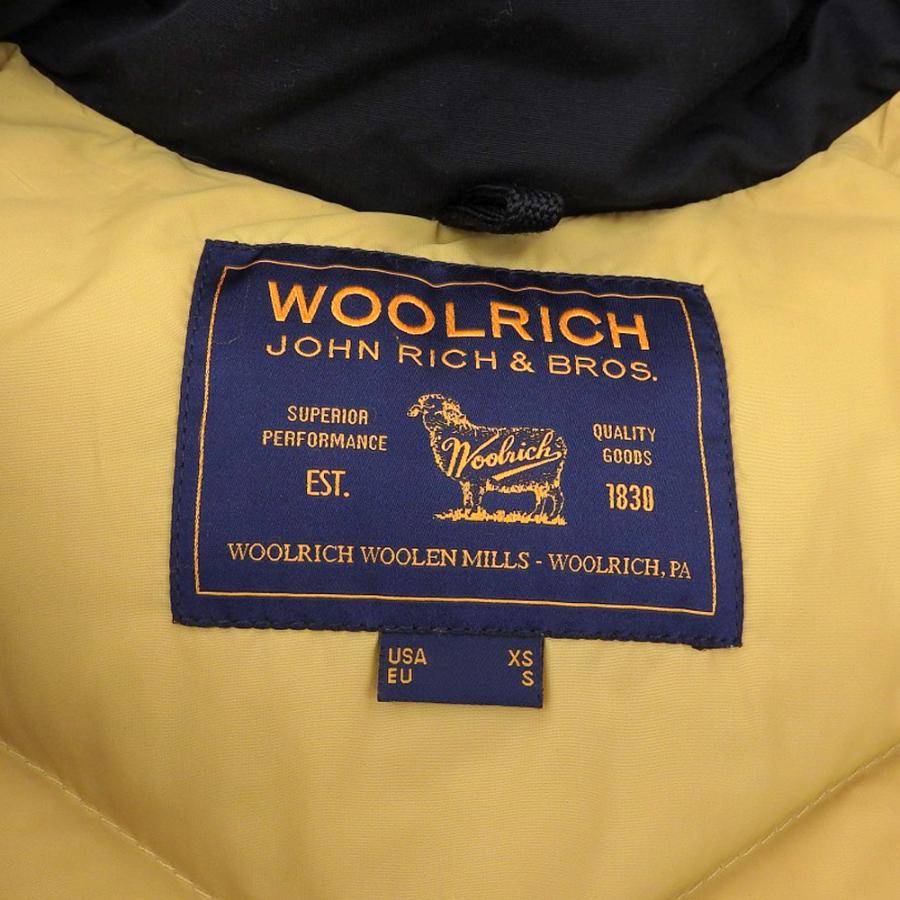 WOOLRICH
JOHN RICH & BROS.
SUPERIOR
PERFORMANCE
EST.
Woolrich
QUALITY
GOODS
1830
WOOLRICH WOOLEN MILLS - WOOLRICH, PA
USA XS
EU S